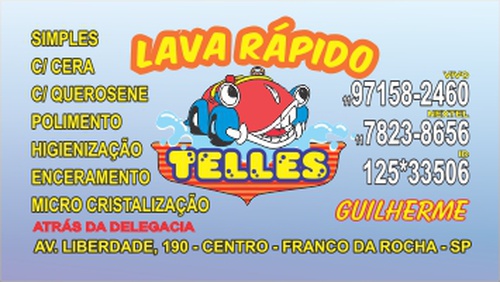 LAVA RÁPIDO
TELLES
SIMPLES
C/ CERA
C/ QUEROSENE
POLIMENTO
HIGIENIZAÇÃO
ENCERAMENTO
MICRO CRISTALIZAÇÃO
VIVO
11 97158-2460
NEXTEL
11 7823-8656
ID
125*33506
GUILHERME
ATRÁS DA DELEGACIA
AV. LIBERDADE, 190 - CENTRO - FRANCO DA ROCHA - SP